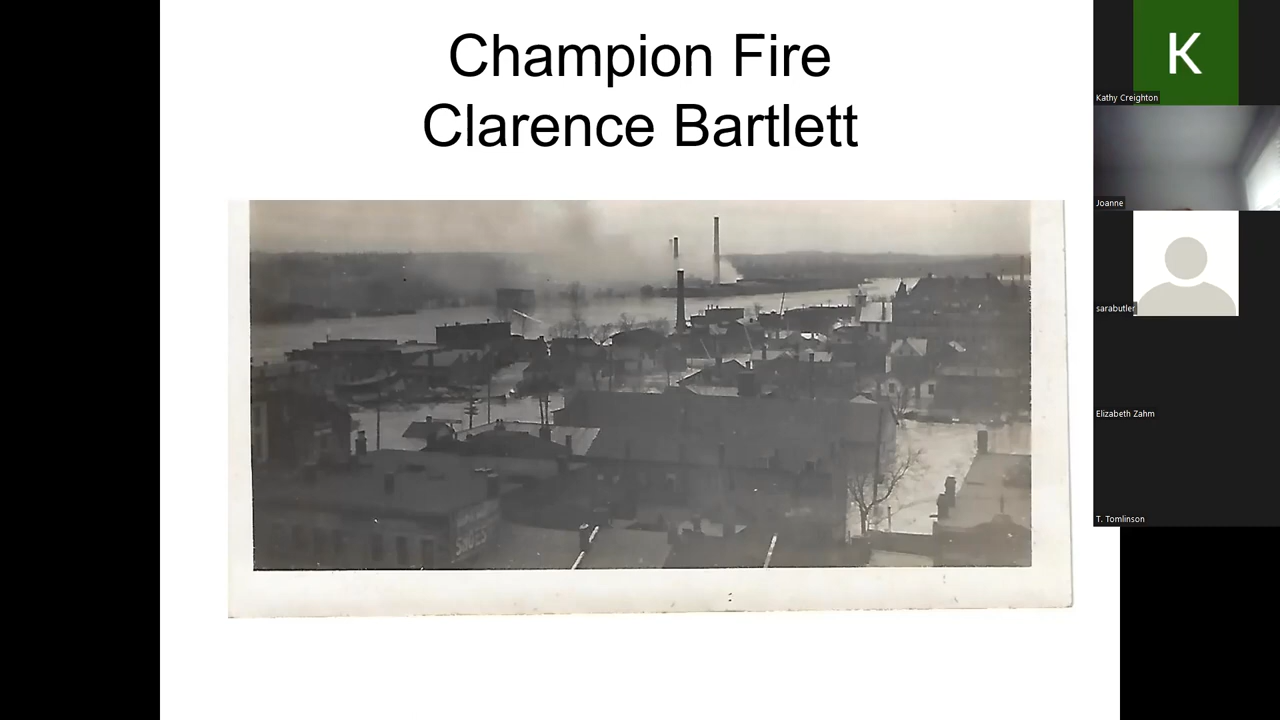 Champion Fire
Clarence Bartlett
K
Kathy Creighton
Joanne
sarabutler
Elizabeth Zahm
T. Tomlinson
SHOES